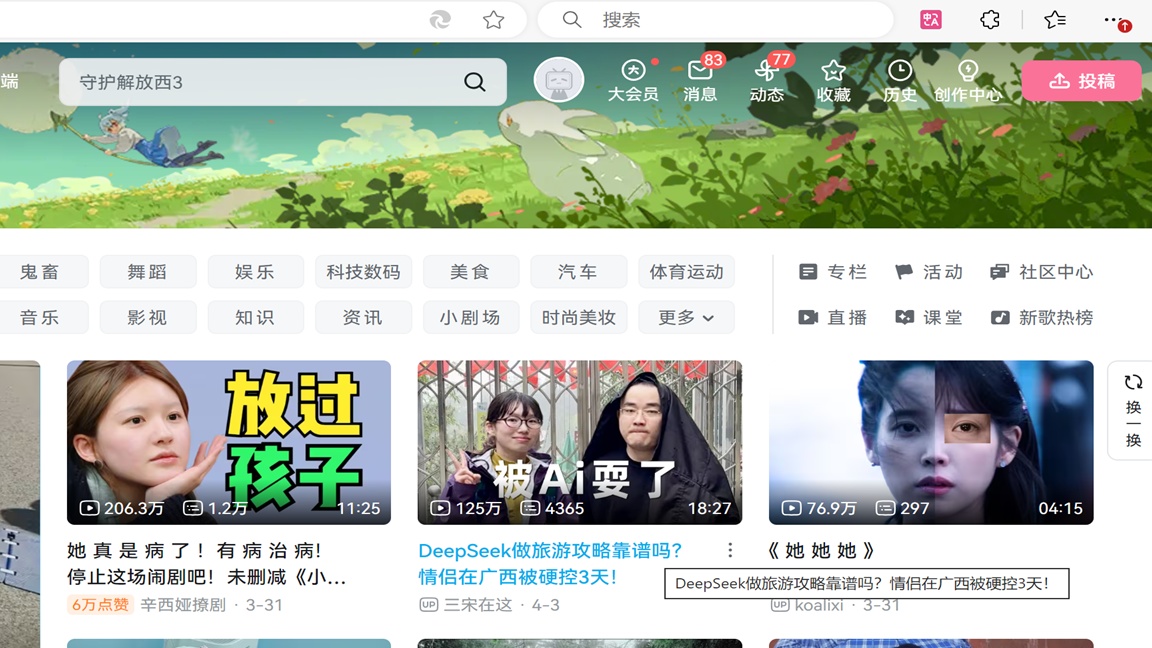 搜索
端
守护解放西3
大会员
83
消息
77
动态
收藏
历史
创作中心
投稿
鬼畜
舞蹈
娱乐
科技数码
美食
汽车
体育运动
专栏
活动
社区中心
音乐
影视
知识
资讯
小剧场
时尚美妆
更多
直播
课堂
新歌热榜
放过
孩子
206.3万
1.2万
11:25
被Ai耍了
125万
4365
18:27
76.9万
297
04:15
换
一
换
她真是病了！有病治病！
停止这场闹剧吧！未删减《小...
6万点赞 辛西娅撩剧 · 3-31
DeepSeek做旅游攻略靠谱吗？
情侣在广西被硬控3天！
UP 三宋在这 · 4-3
《她她她》
DeepSeek做旅游攻略靠谱吗？情侣在广西被硬控3天！
UP koalixi · 3-31